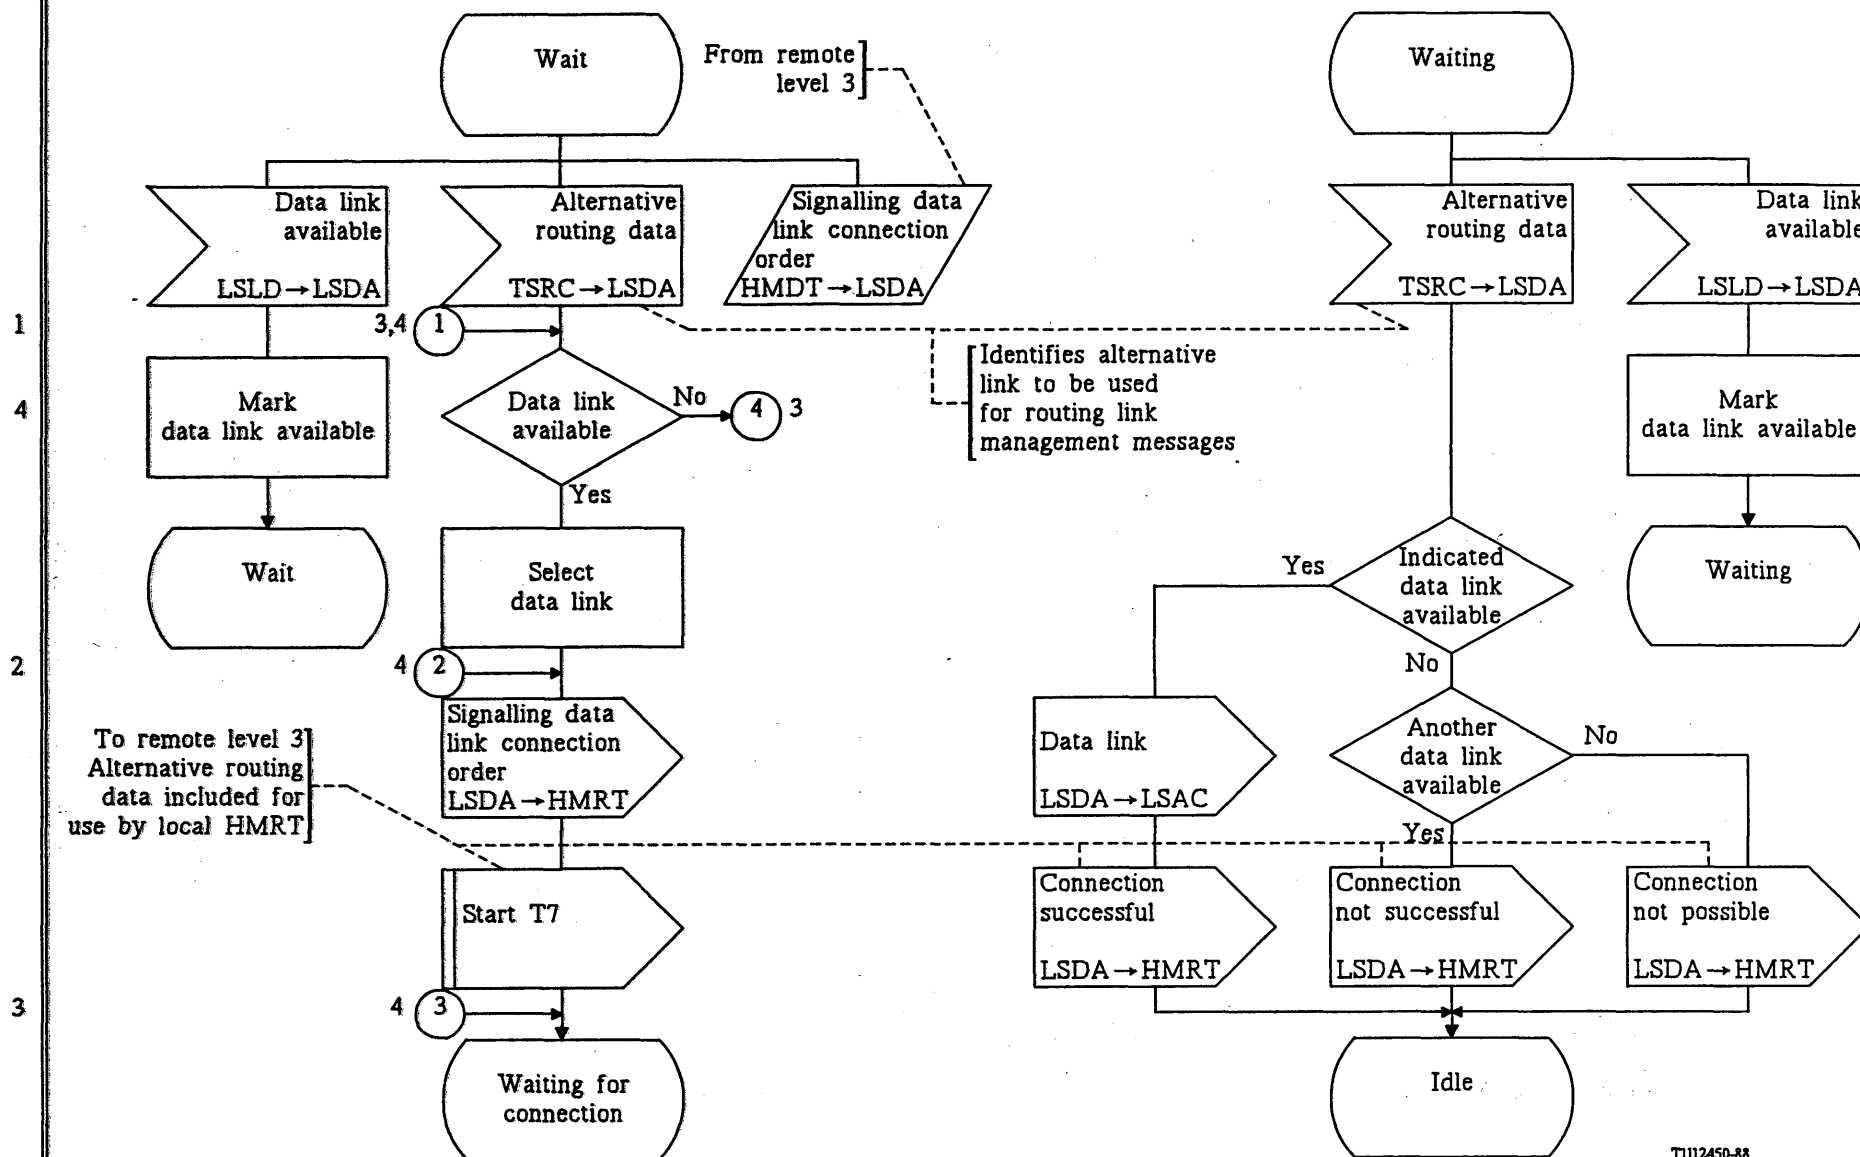 Wait
From remote
level 3
Waiting
Data link
available
LSLD→LSDA
Alternative
routing data
TSRC→LSDA
Signalling data
link connection
order
HMDT→LSDA
Alternative
routing data
TSRC→LSDA
Data link
available
LSLD→LSDA
1
3,4
1
Identifies alternative
link to be used
for routing link
management messages
4
Mark
data link available
Data link
available
No
4
3
Mark
data link available
Yes
Wait
Select
data link
Yes
Indicated
data link
available
Waiting
No
2
4
2
To remote level 3
Alternative routing
data included for
use by local HMRT
Signalling data
link connection
order
LSDA→HMRT
Data link
LSDA→LSAC
Another
data link
available
No
Yes
Start T7
Connection
successful
LSDA→HMRT
Connection
not successful
LSDA→HMRT
Connection
not possible
LSDA→HMRT
3
4
3
Waiting for
connection
Idle
T1112450-88